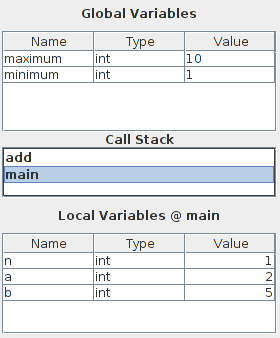 Global Variables
Name Type Value
maximum int 10
minimum int 1
Call Stack
add
main
Local Variables @ main
Name Type Value
n int 1
a int 2
b int 5